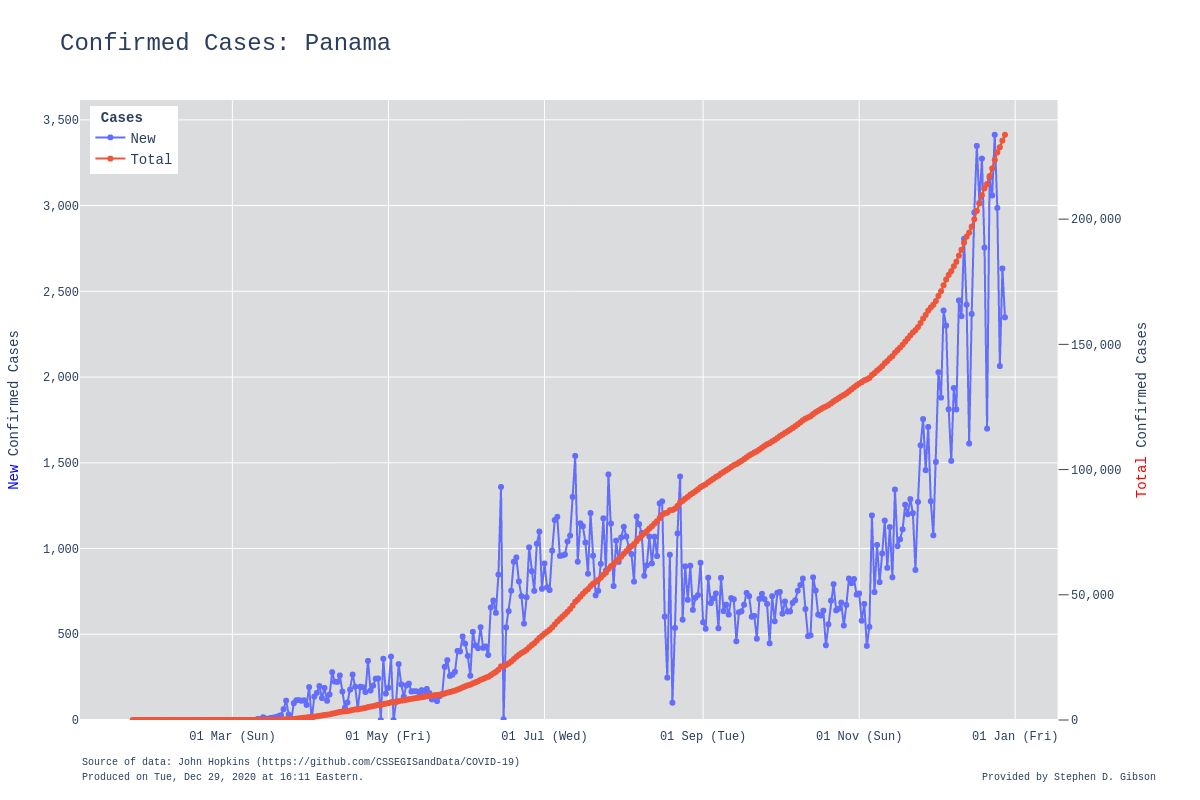 Confirmed Cases: Panama
Cases
New
Total
3,500
3,000
2,500
2,000
1,500
1,000
500
0
200,000
150,000
100,000
50,000
0
New Confirmed Cases
Total Confirmed Cases
01 Mar (Sun) 01 May (Fri) 01 Jul (Wed) 01 Sep (Tue) 01 Nov (Sun) 01 Jan (Fri)
Source of data: John Hopkins (https://github.com/CSSEGISandData/COVID-19)
Produced on Tue, Dec 29, 2020 at 16:11 Eastern.
Provided by Stephen D. Gibson